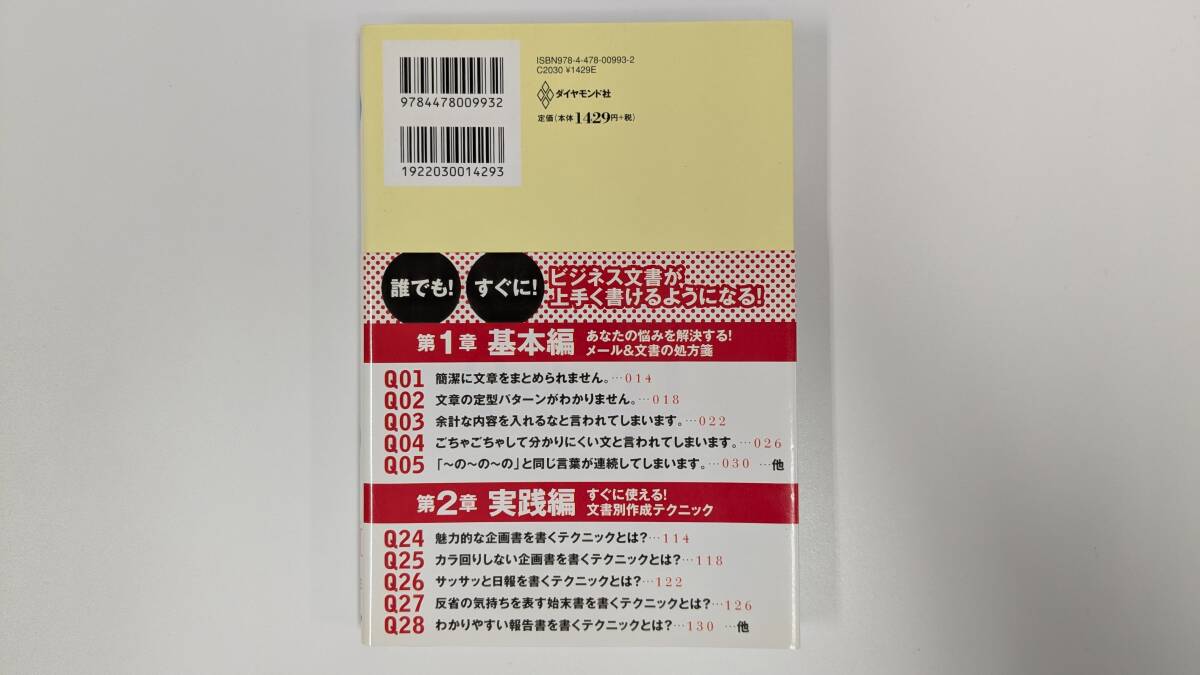 9784478009932
1922030014293
ISBN978-4-478-00993-2
C2030 ¥1429E
ダイヤモンド社
定価(本体1429円+税)
誰でも!
すぐに!
ビジネス文書が
上手く書けるようになる!
第1章 基本編 あなたの悩みを解決する!
メール&文書の処方箋
Q01 簡潔に文章をまとめられません。…014
Q02 文章の定型パターンがわかりません。…018
Q03 余計な内容を入れるなと言われてしまいます。…022
Q04 ごちゃごちゃして分かりにくい文と言われてしまいます。…026
Q05 「〜の〜の〜の」と同じ言葉が連続してしまいます。…030 …他
第2章 実践編 すぐに使える!
文書別作成テクニック
Q24 魅力的な企画書を書くテクニックとは?…114
Q25 カラ回りしない企画書を書くテクニックとは?…118
Q26 サッサッと日報を書くテクニックとは?…122
Q27 反省の気持ちを表す始末書を書くテクニックとは?…126
Q28 わかりやすい報告書を書くテクニックとは?…130 …他